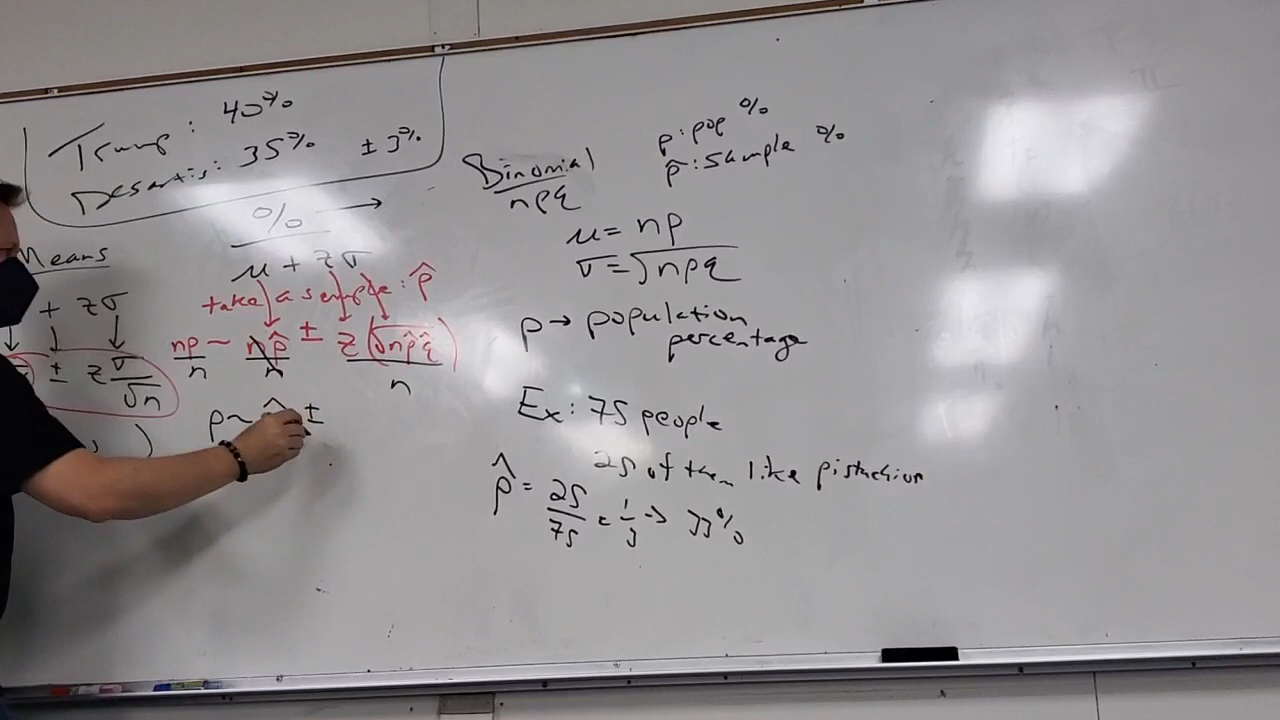 Trump: 40%
Desantis: 35% ± 3%
Means
+ zσ
± z σ/√n
%
μ + zσ
take a sample: p̂
np/n ~ np̂/n ± z(√np̂q̂)/n
p ~ ±
Binomial
npq
p: pop %
p̂: sample %
μ = np
σ = √npq
p → population
percentage
Ex: 75 people
25 of them like pistachion
p̂ = 25/75 = 1/3 → 33%